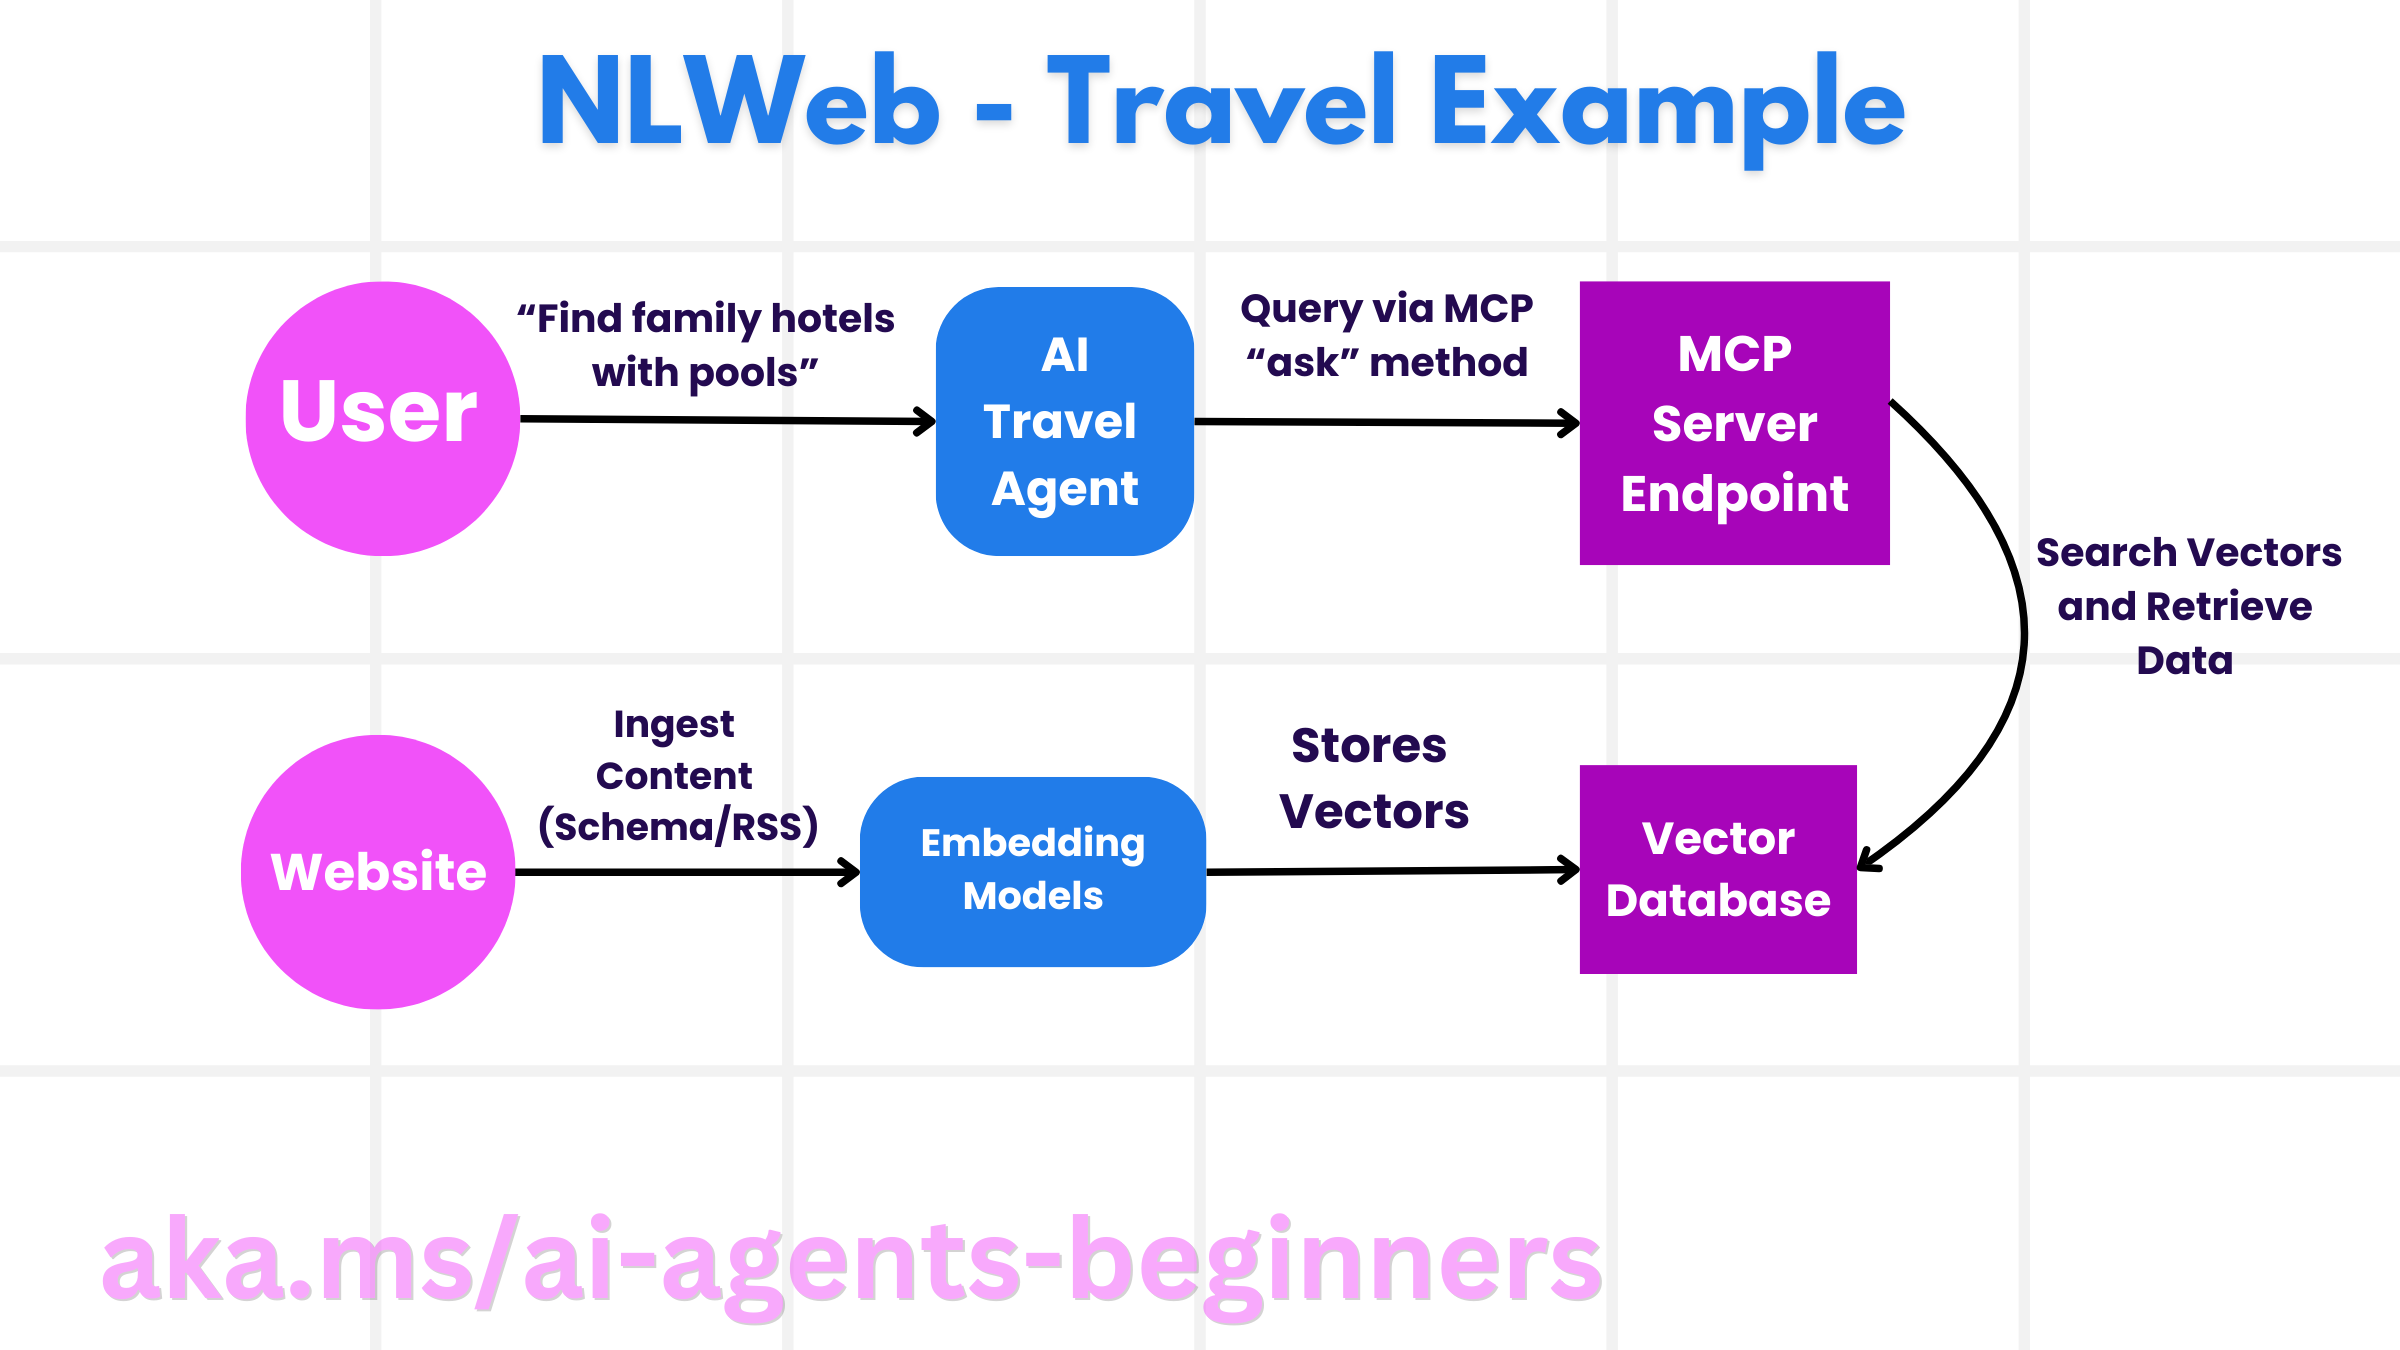 NLWeb - Travel Example
User
“Find family hotels
with pools”
AI
Travel
Agent
Query via MCP
“ask” method
MCP
Server
Endpoint
Search Vectors
and Retrieve
Data
Website
Ingest
Content
(Schema/RSS)
Embedding
Models
Stores
Vectors
Vector
Database
aka.ms/ai-agents-beginners